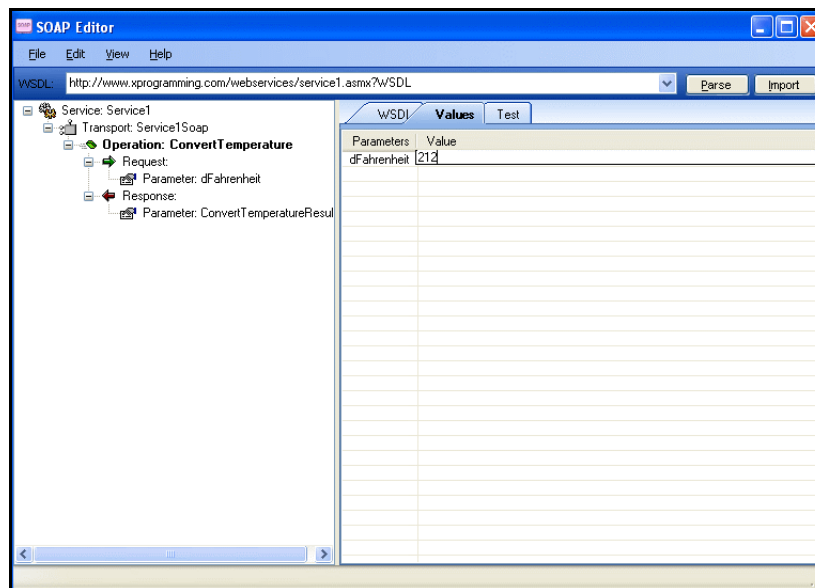 SOAP SOAP Editor
File Edit View Help
WSDL: http://www.xprogramming.com/webservices/service1.asmx?WSDL Parse Import
Service: Service1
Transport: Service1Soap
Operation: ConvertTemperature
Request:
Parameter: dFahrenheit
Response:
Parameter: ConvertTemperatureResul
WSDL Values Test
Parameters Value
dFahrenheit 212